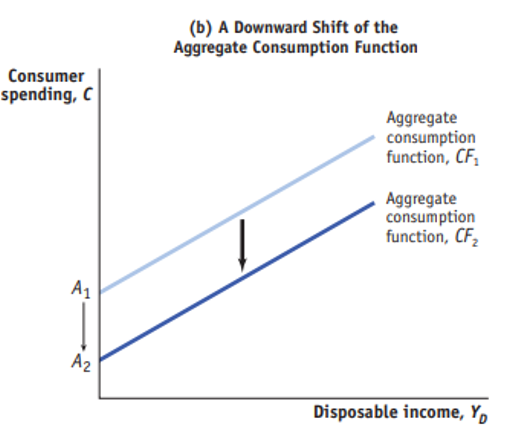 (b) A Downward Shift of the
Aggregate Consumption Function
Consumer
spending, C
Aggregate
consumption
function, CF₁
Aggregate
consumption
function, CF₂
A₁
A₂
Disposable income, Y_D